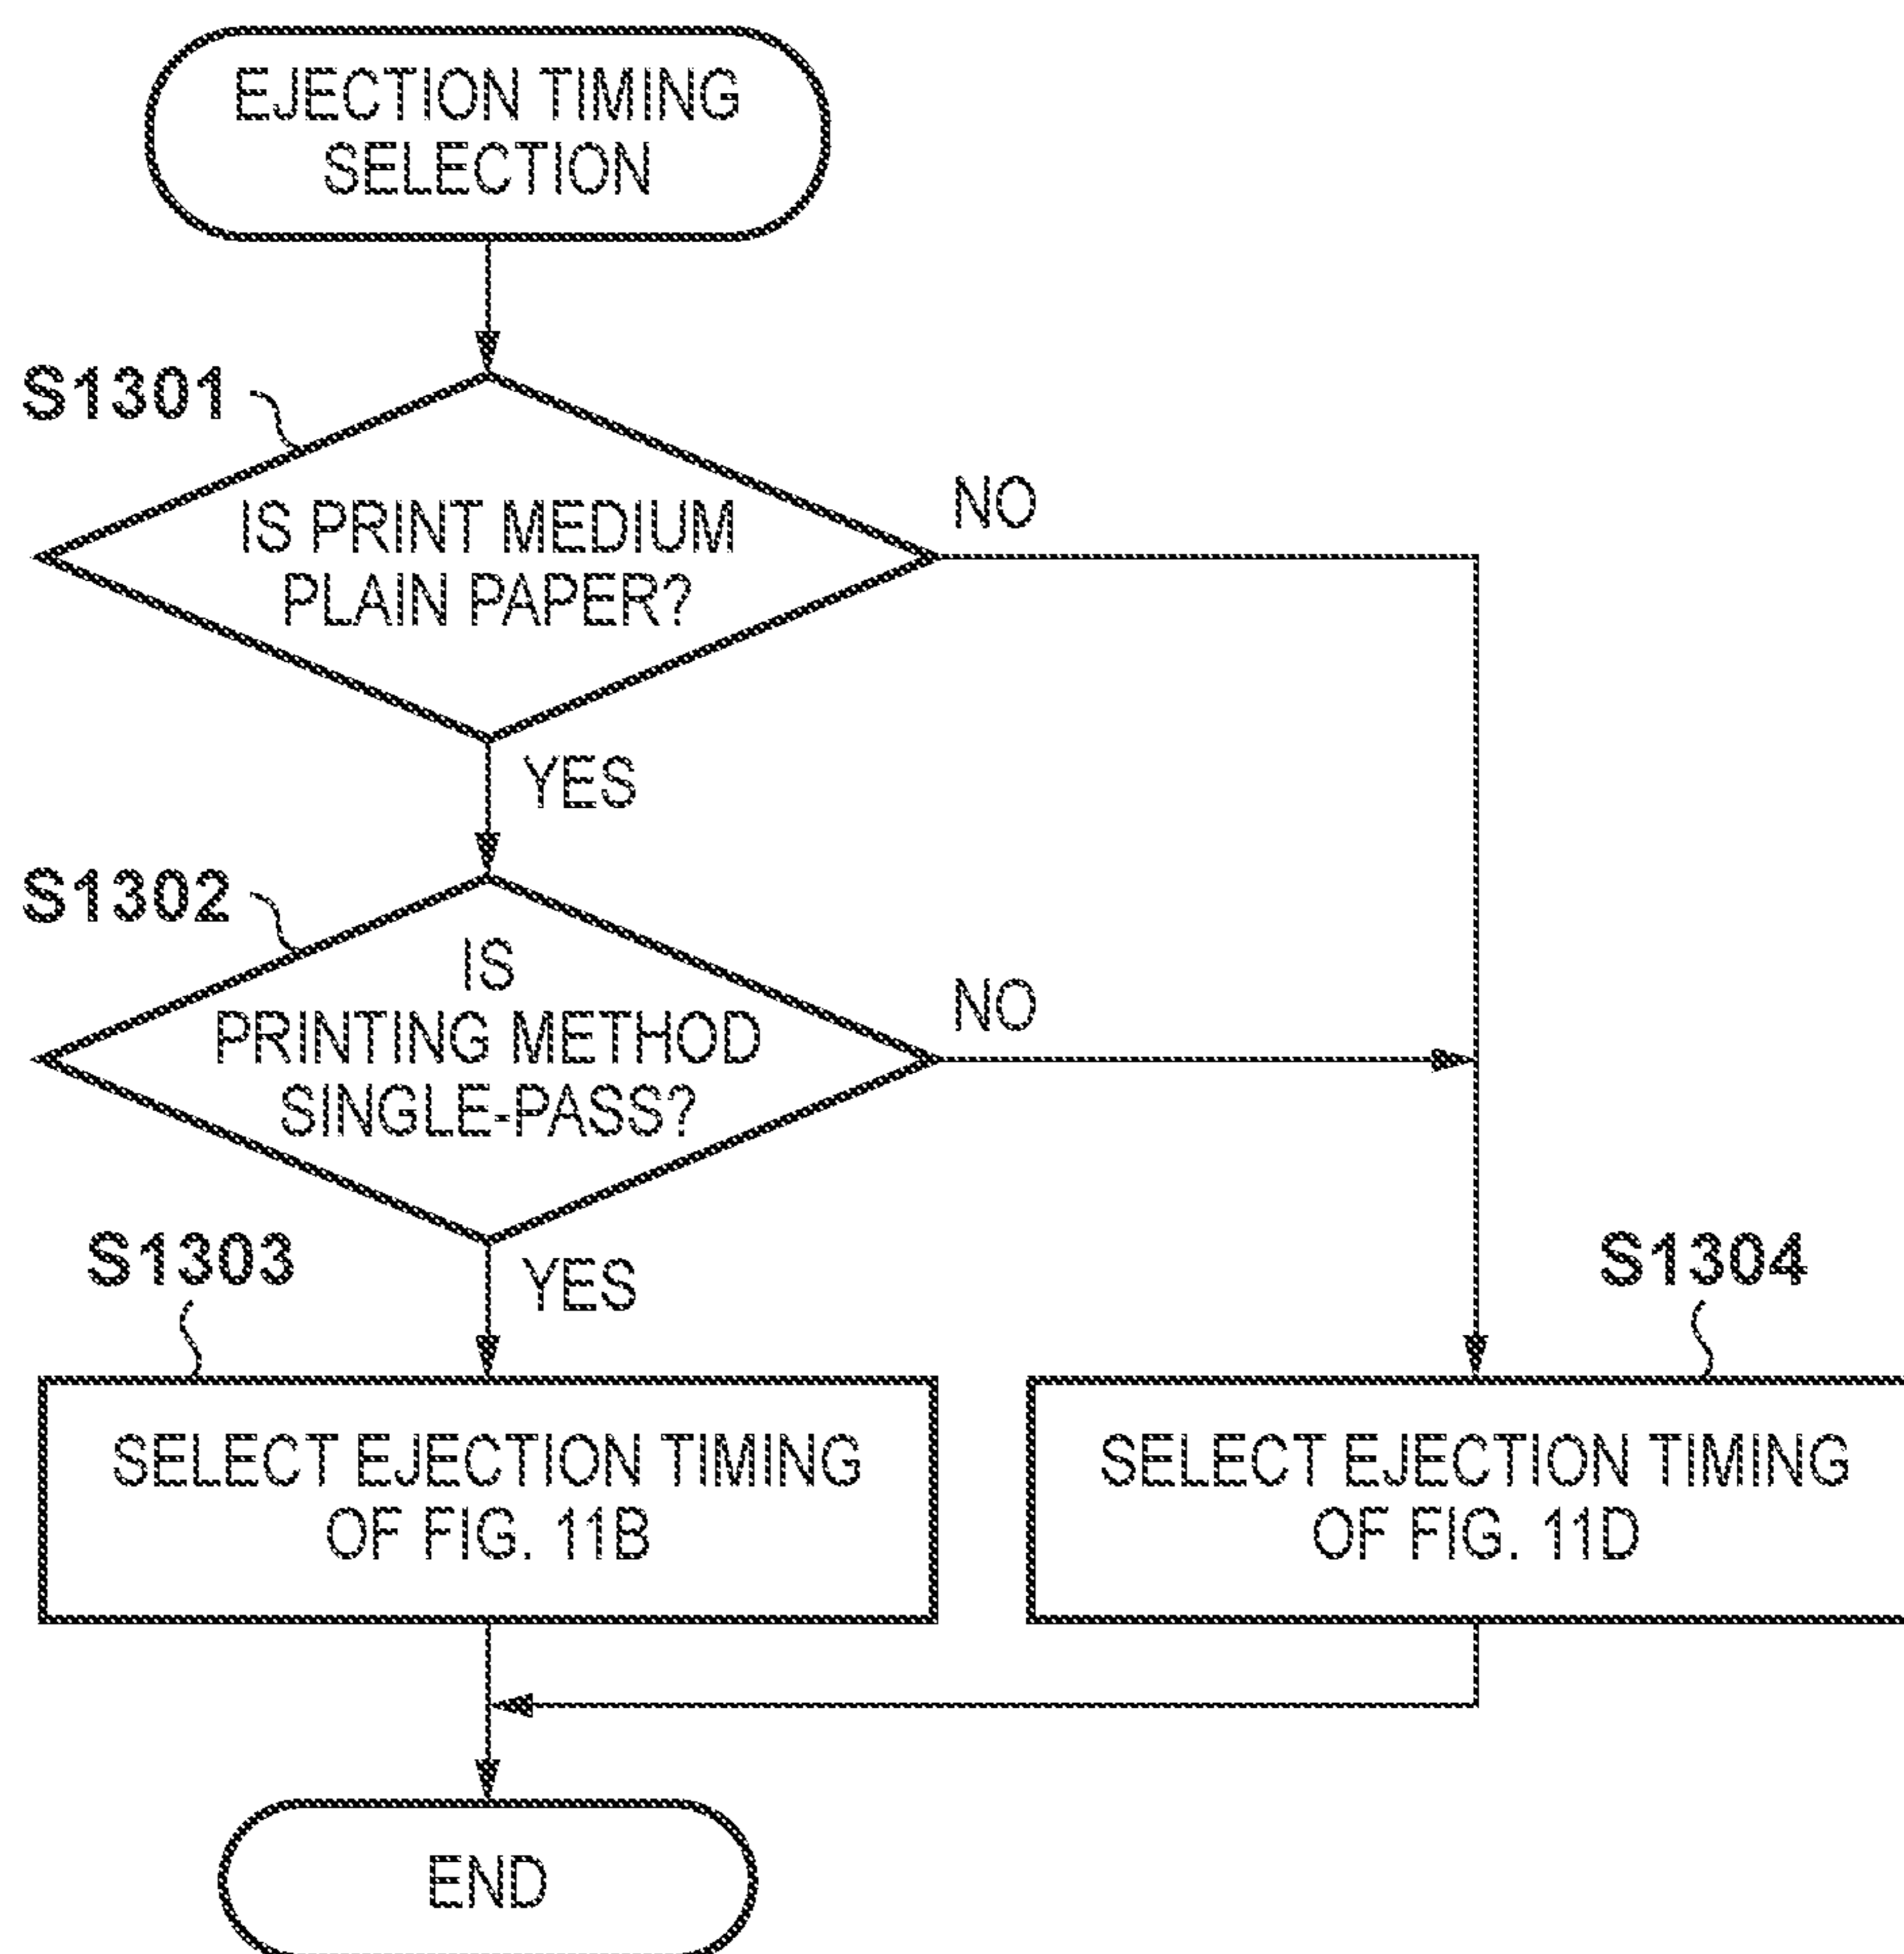 EJECTION TIMING
SELECTION
S1301
IS PRINT MEDIUM
PLAIN PAPER?
NO
YES
S1302
IS
PRINTING METHOD
SINGLE-PASS?
NO
YES
S1303
SELECT EJECTION TIMING
OF FIG. 11B
S1304
SELECT EJECTION TIMING
OF FIG. 11D
END